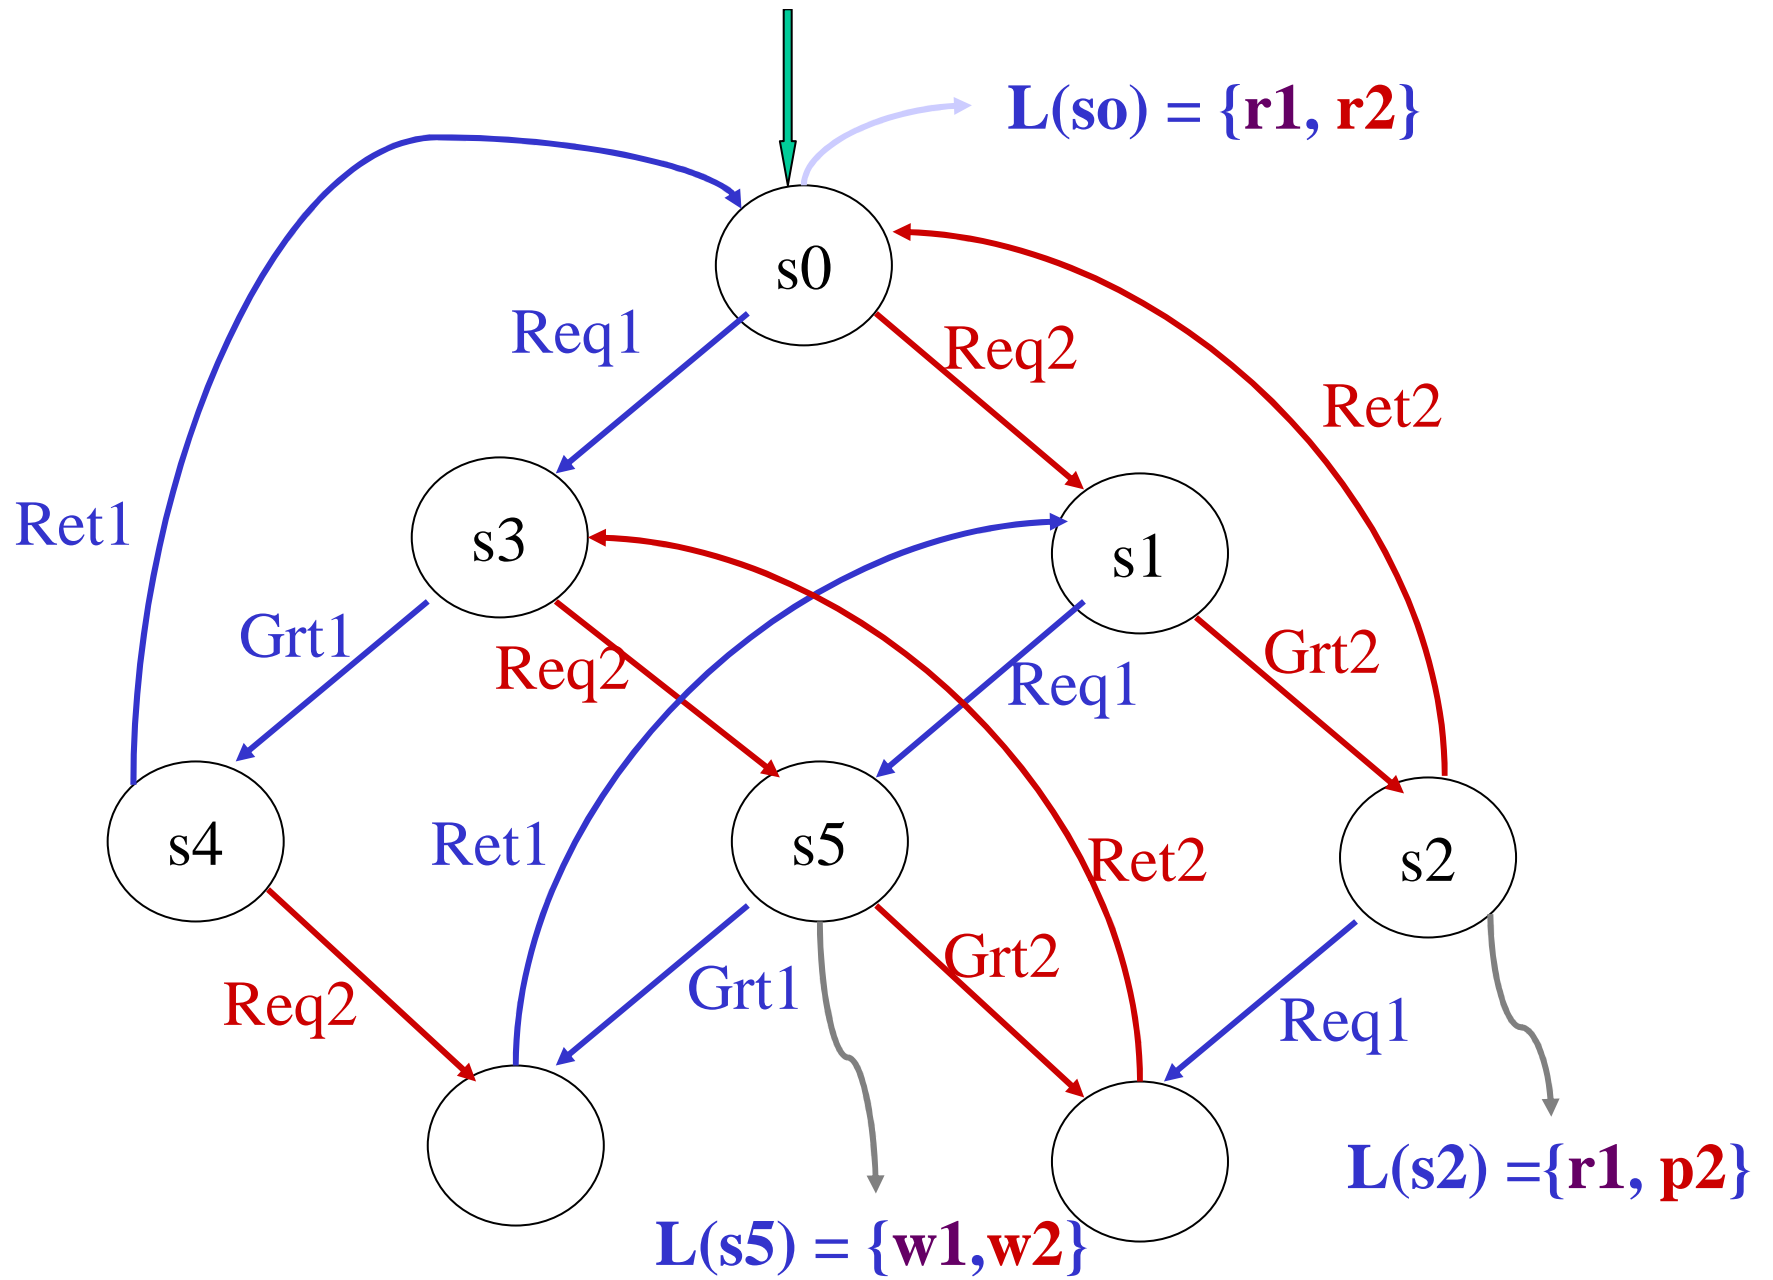 L(so) = {r1, r2}
s0
Req1
Req2
Ret2
Ret1
s3
s1
Grt1
Req2
Req1
Grt2
s4
Ret1
s5
Ret2
s2
Req2
Grt1
Grt2
Req1
L(s2) ={r1, p2}
L(s5) = {w1,w2}